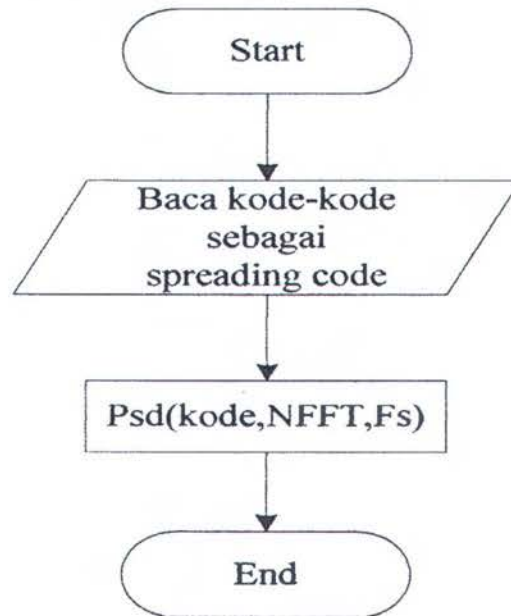 Start
Baca kode-kode
sebagai
spreading code
Psd(kode,NFFT,Fs)
End